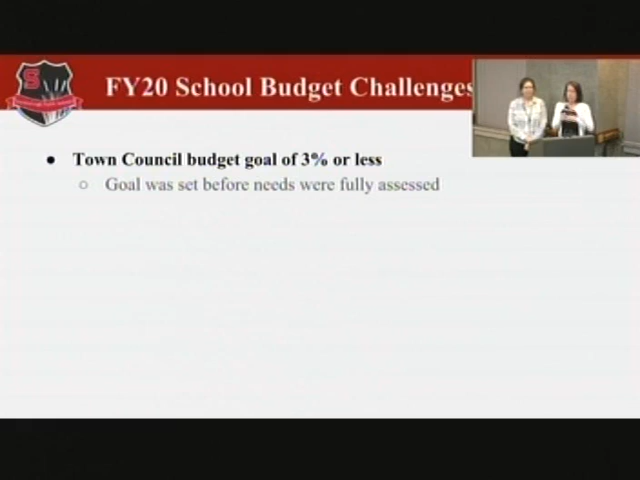 S
FY20 School Budget Challenges
● Town Council budget goal of 3% or less
○ Goal was set before needs were fully assessed